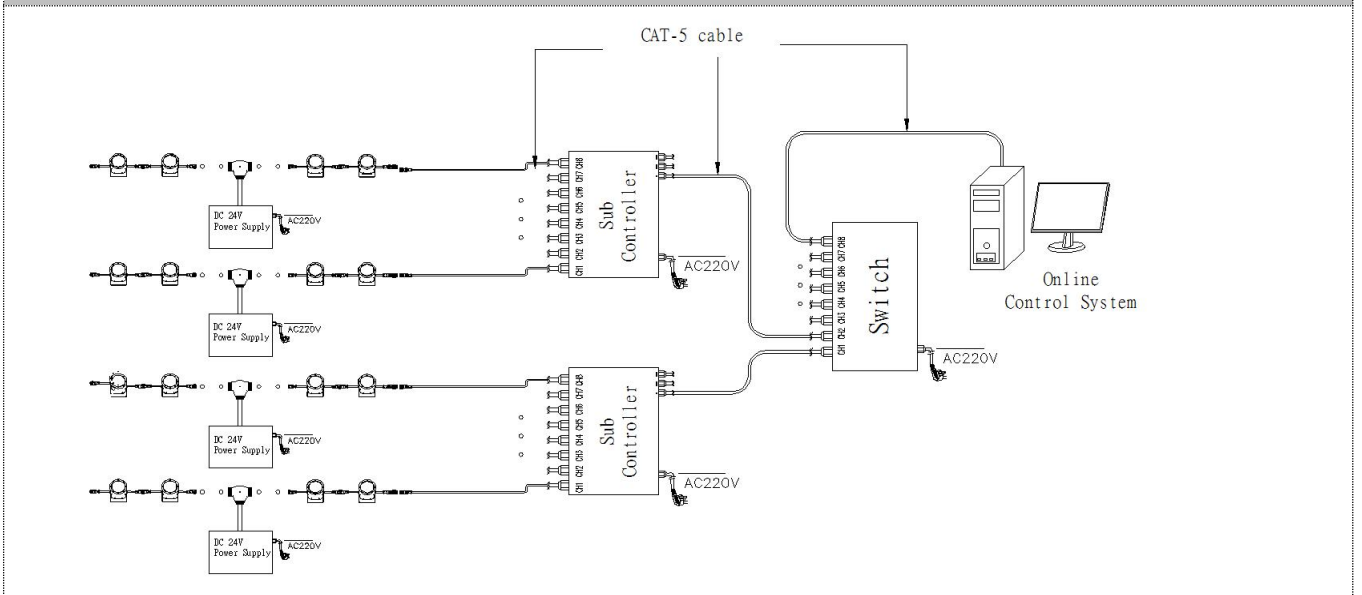 CAT-5 cable
CH8
CH7
CH6
CH5
CH4
CH3
CH2
CH1
Sub
Controller
AC220V
DC 24V
Power Supply
AC220V
DC 24V
Power Supply
AC220V
CH8
CH7
CH6
CH5
CH4
CH3
CH2
CH1
Switch
AC220V
Online
Control System
CH8
CH7
CH6
CH5
CH4
CH3
CH2
CH1
Sub
Controller
AC220V
DC 24V
Power Supply
AC220V
DC 24V
Power Supply
AC220V